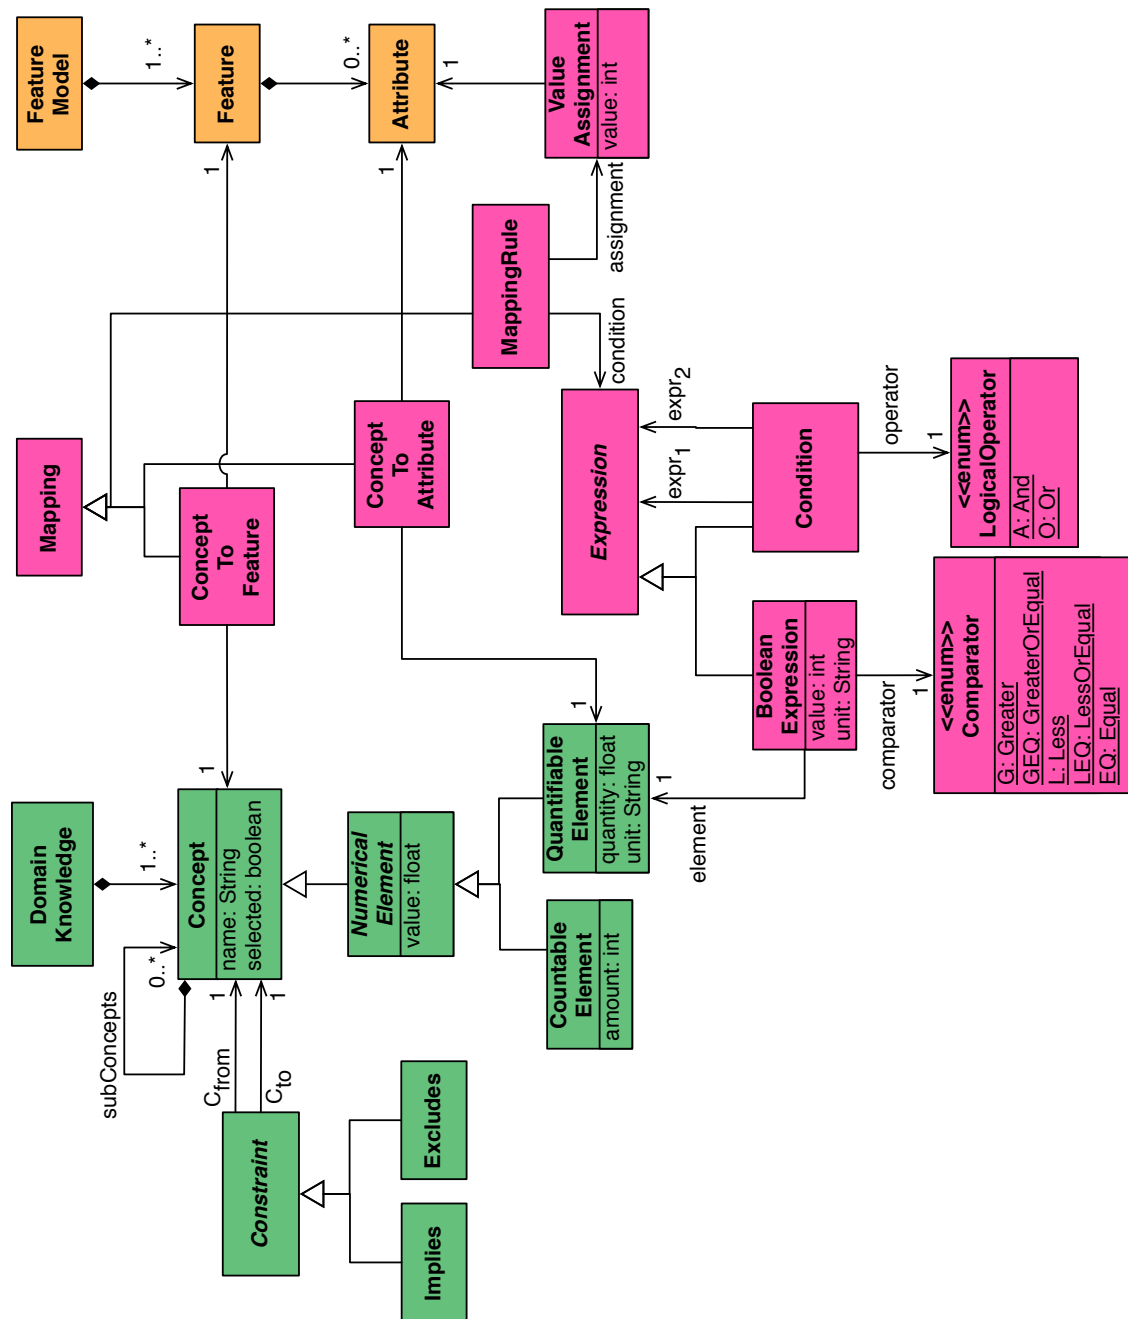 Domain
Knowledge
1..*
subConcepts
0..*
Concept
name: String
selected: boolean
1
1
1
Cfrom
Cto
Constraint
Implies
Excludes
Numerical
Element
value: float
Countable
Element
amount: int
Quantifiable
Element
quantity: float
unit: String
1
1
element
Mapping
Concept
To
Feature
Concept
To
Attribute
MappingRule
condition
assignment
Expression
expr1
expr2
Boolean
Expression
value: int
unit: String
Condition
comparator
1
operator
1
<<enum>>
Comparator
G: Greater
GEQ: GreaterOrEqual
L: Less
LEQ: LessOrEqual
EQ: Equal
<<enum>>
LogicalOperator
A: And
O: Or
Feature
Model
1..*
Feature
1
0..*
Attribute
1
1
Value
Assignment
value: int